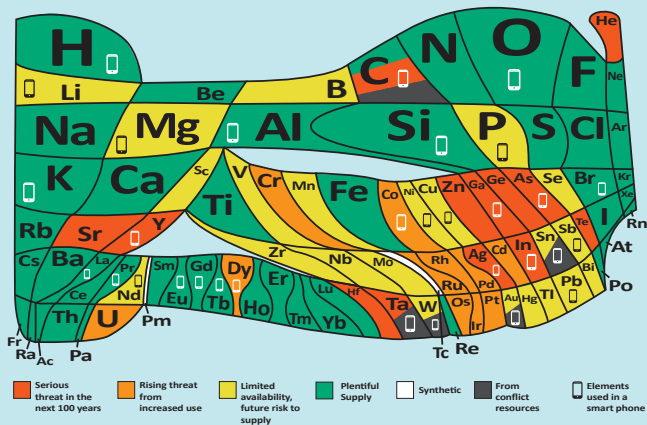 H He
Li Be B C N O F Ne
Na Mg Al Si P S Cl Ar
K Ca Sc Ti V Cr Mn Fe Co Ni Cu Zn Ga Ge As Se Br Kr
Rb Sr Y Zr Nb Mo Rh Ag Cd In Sn Sb Te I Xe Rn
Cs Ba La Pr Sm Gd Dy Er Lu Hf Ta W Ru Pd Pt Au Hg Tl Pb Bi At
Ce Nd Eu Tb Ho Tm Yb Os Ir Po
Th U Pm Tc Re
Fr Ra Ac Pa
Serious
threat in the
next 100 years
Rising threat
from
increased use
Limited
availability,
future risk to
supply
Plentiful
Supply
Synthetic
From
conflict
resources
Elements
used in a
smart phone